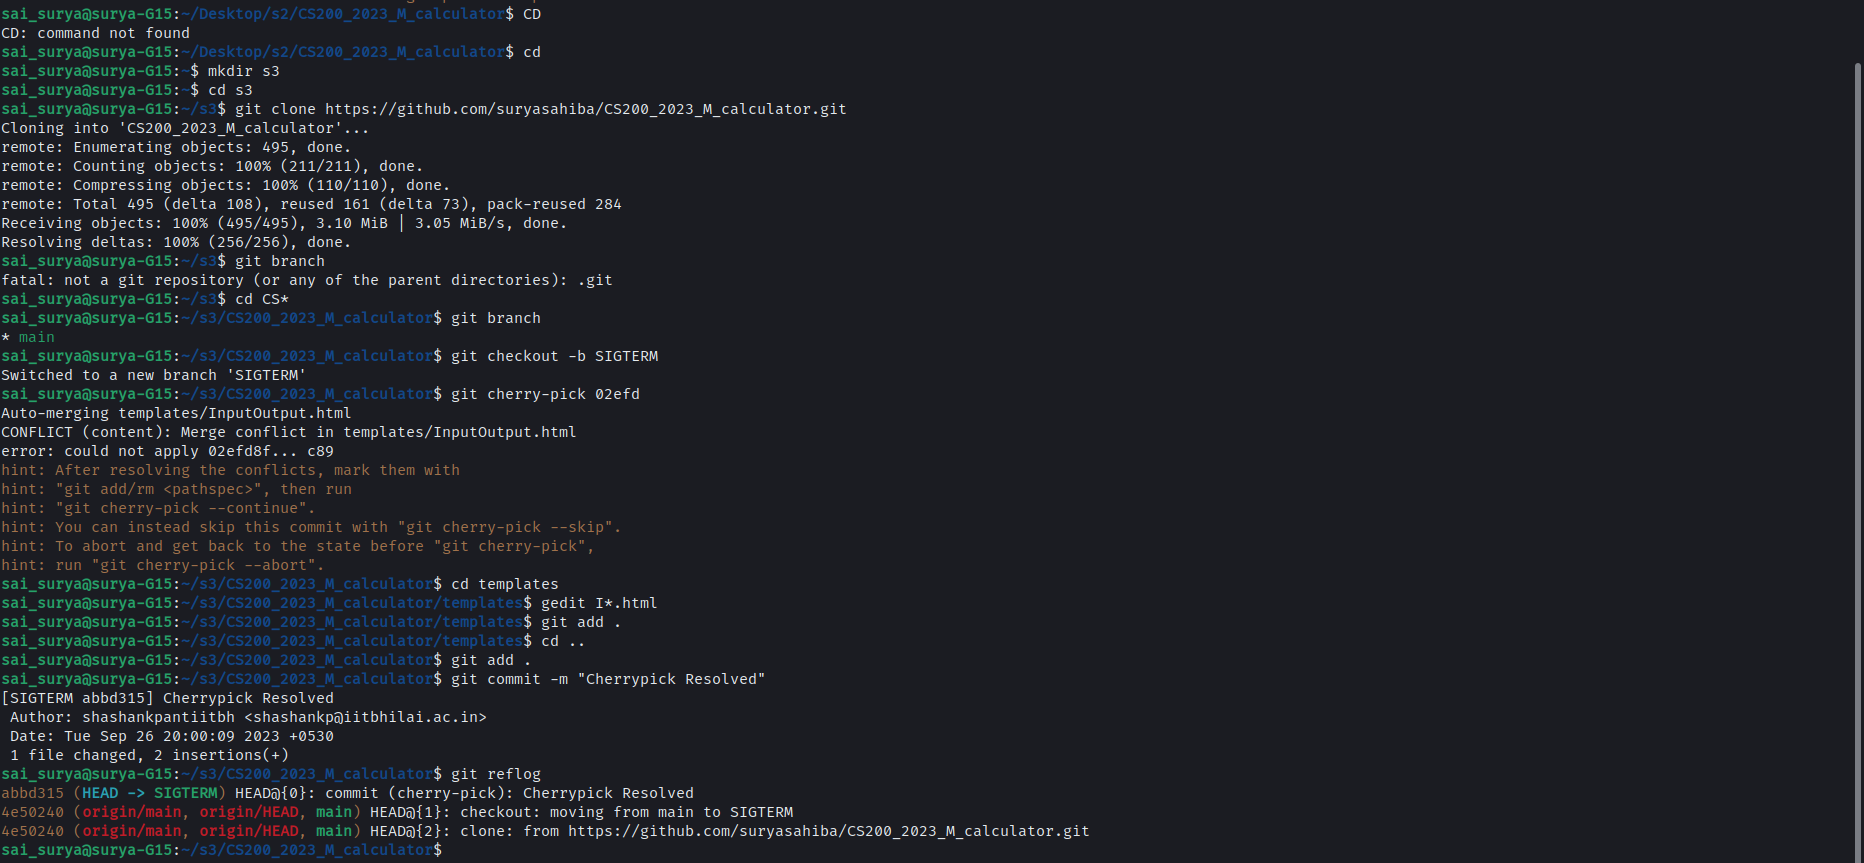 sai_surya@surya-G15:~/Desktop/s2/CS200_2023_M_calculator$ CD
CD: command not found
sai_surya@surya-G15:~/Desktop/s2/CS200_2023_M_calculator$ cd
sai_surya@surya-G15:~$ mkdir s3
sai_surya@surya-G15:~$ cd s3
sai_surya@surya-G15:~/s3$ git clone https://github.com/suryasahiba/CS200_2023_M_calculator.git
Cloning into 'CS200_2023_M_calculator'...
remote: Enumerating objects: 495, done.
remote: Counting objects: 100% (211/211), done.
remote: Compressing objects: 100% (110/110), done.
remote: Total 495 (delta 108), reused 161 (delta 73), pack-reused 284
Receiving objects: 100% (495/495), 3.10 MiB | 3.05 MiB/s, done.
Resolving deltas: 100% (256/256), done.
sai_surya@surya-G15:~/s3$ git branch
fatal: not a git repository (or any of the parent directories): .git
sai_surya@surya-G15:~/s3$ cd CS*
sai_surya@surya-G15:~/s3/CS200_2023_M_calculator$ git branch
* main
sai_surya@surya-G15:~/s3/CS200_2023_M_calculator$ git checkout -b SIGTERM
Switched to a new branch 'SIGTERM'
sai_surya@surya-G15:~/s3/CS200_2023_M_calculator$ git cherry-pick 02efd
Auto-merging templates/InputOutput.html
CONFLICT (content): Merge conflict in templates/InputOutput.html
error: could not apply 02efd8f... c89
hint: After resolving the conflicts, mark them with
hint: "git add/rm <pathspec>", then run
hint: "git cherry-pick --continue".
hint: You can instead skip this commit with "git cherry-pick --skip".
hint: To abort and get back to the state before "git cherry-pick",
hint: run "git cherry-pick --abort".
sai_surya@surya-G15:~/s3/CS200_2023_M_calculator$ cd templates
sai_surya@surya-G15:~/s3/CS200_2023_M_calculator/templates$ gedit I*.html
sai_surya@surya-G15:~/s3/CS200_2023_M_calculator/templates$ git add .
sai_surya@surya-G15:~/s3/CS200_2023_M_calculator/templates$ cd ..
sai_surya@surya-G15:~/s3/CS200_2023_M_calculator$ git add .
sai_surya@surya-G15:~/s3/CS200_2023_M_calculator$ git commit -m "Cherrypick Resolved"
[SIGTERM abbd315] Cherrypick Resolved
 Author: shashankpantiitbh <shashankp@iitbhilai.ac.in>
 Date: Tue Sep 26 20:00:09 2023 +0530
 1 file changed, 2 insertions(+)
sai_surya@surya-G15:~/s3/CS200_2023_M_calculator$ git reflog
abbd315 (HEAD -> SIGTERM) HEAD@{0}: commit (cherry-pick): Cherrypick Resolved
4e50240 (origin/main, origin/HEAD, main) HEAD@{1}: checkout: moving from main to SIGTERM
4e50240 (origin/main, origin/HEAD, main) HEAD@{2}: clone: from https://github.com/suryasahiba/CS200_2023_M_calculator.git
sai_surya@surya-G15:~/s3/CS200_2023_M_calculator$